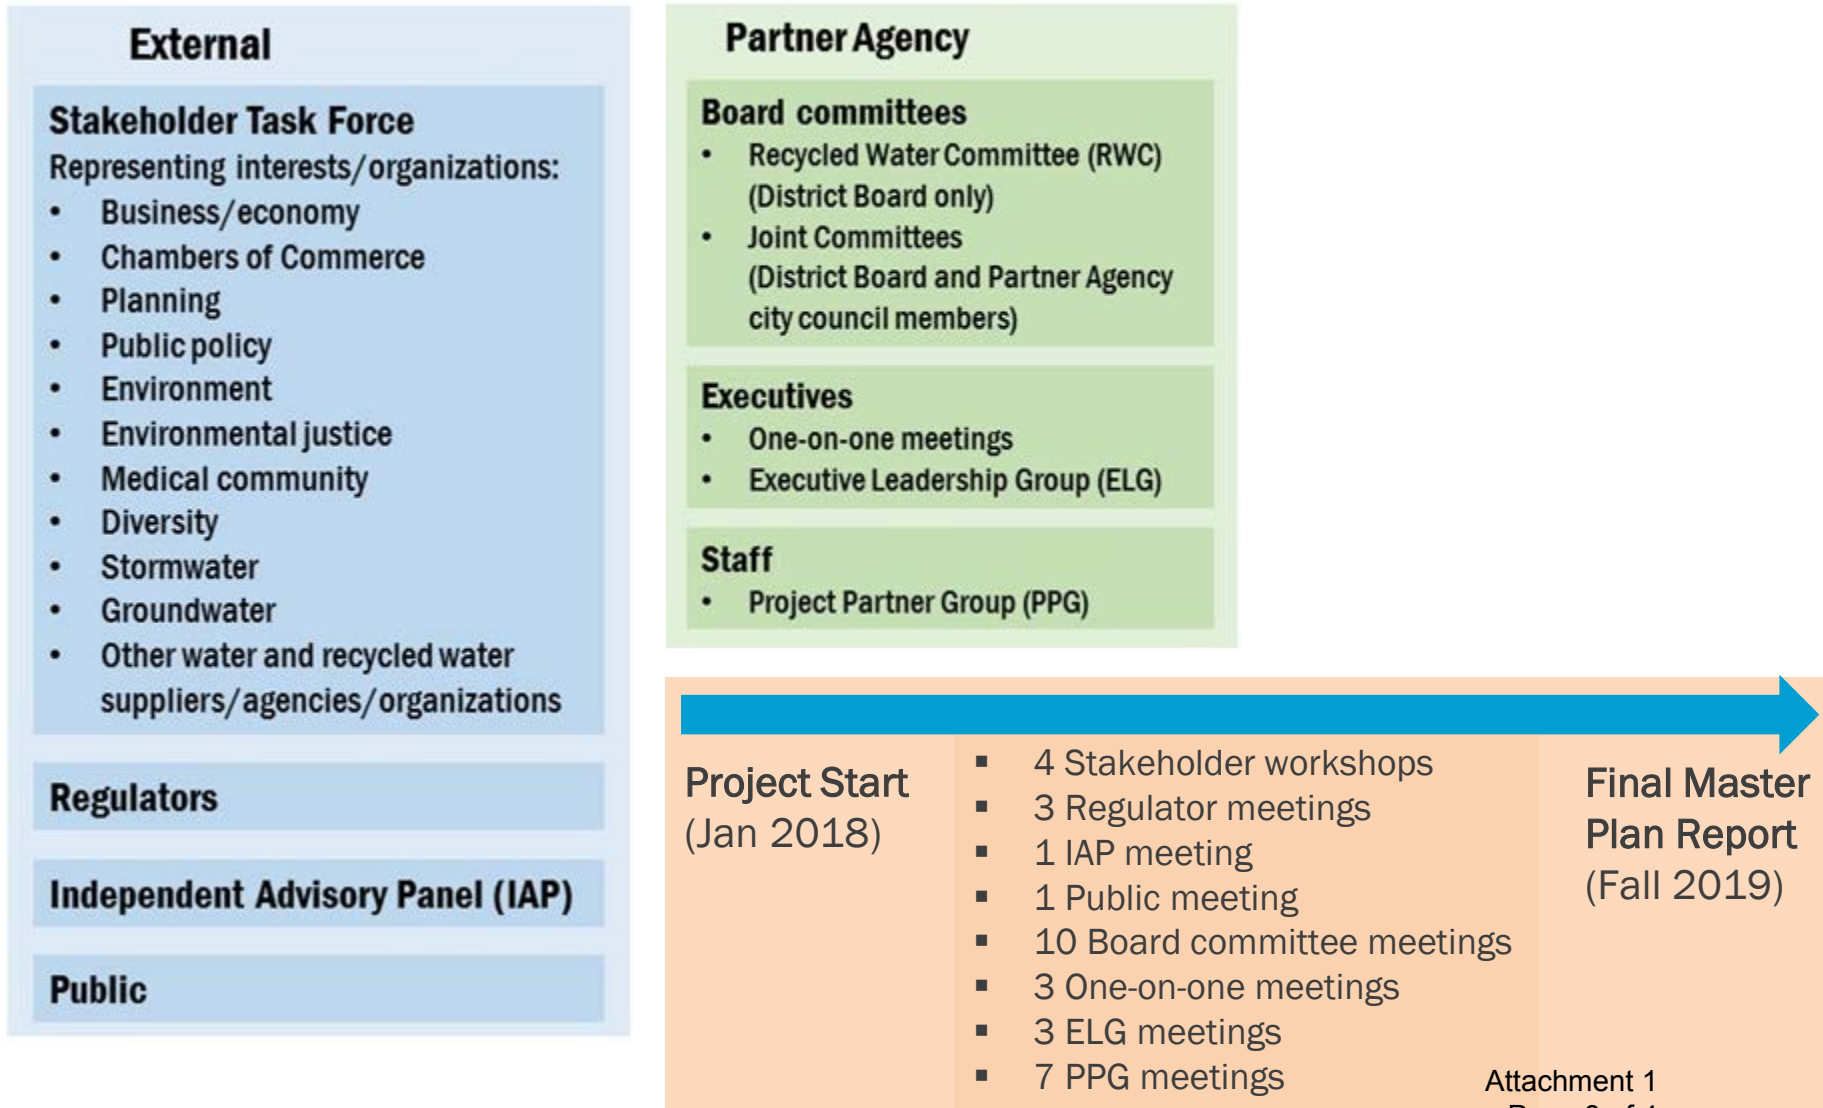 External
Stakeholder Task Force
Representing interests/organizations:
• Business/economy
• Chambers of Commerce
• Planning
• Public policy
• Environment
• Environmental justice
• Medical community
• Diversity
• Stormwater
• Groundwater
• Other water and recycled water
suppliers/agencies/organizations
Regulators
Independent Advisory Panel (IAP)
Public
Partner Agency
Board committees
• Recycled Water Committee (RWC)
(District Board only)
• Joint Committees
(District Board and Partner Agency
city council members)
Executives
• One-on-one meetings
• Executive Leadership Group (ELG)
Staff
• Project Partner Group (PPG)
Project Start
(Jan 2018)
▪ 4 Stakeholder workshops
▪ 3 Regulator meetings
▪ 1 IAP meeting
▪ 1 Public meeting
▪ 10 Board committee meetings
▪ 3 One-on-one meetings
▪ 3 ELG meetings
▪ 7 PPG meetings
Final Master
Plan Report
(Fall 2019)
Attachment 1